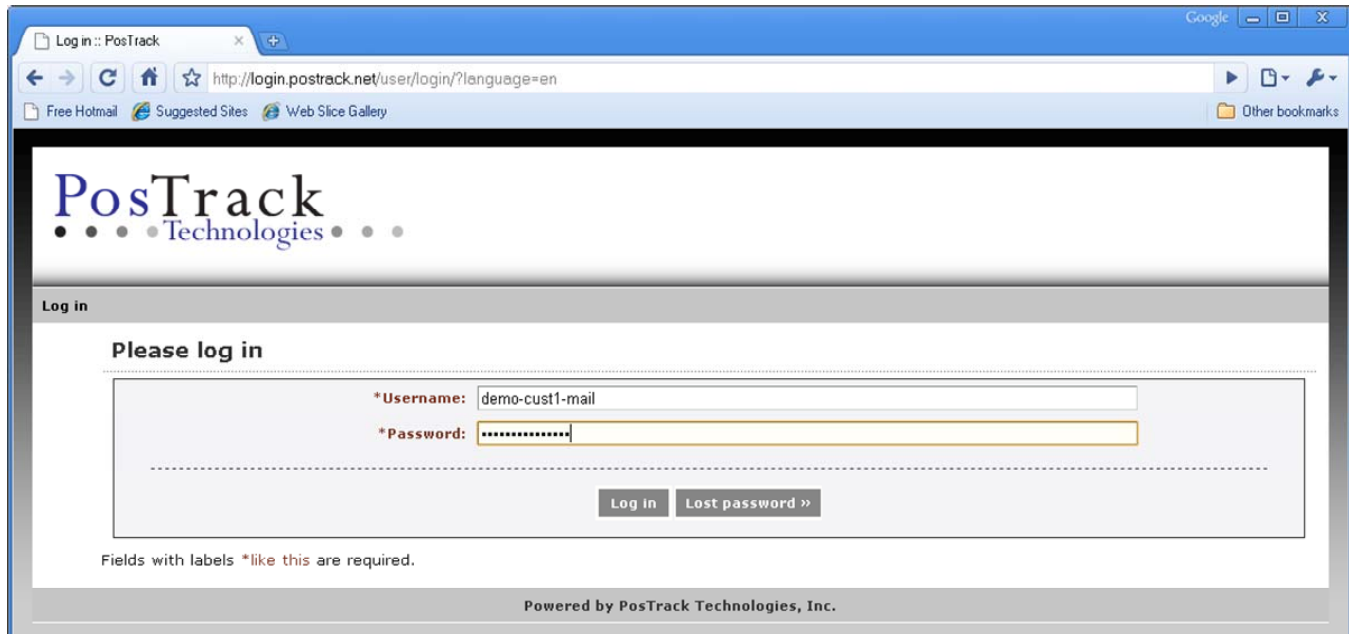 Google
Log in :: PosTrack
http://login.postrack.net/user/login/?language=en
Free Hotmail Suggested Sites Web Slice Gallery Other bookmarks
PosTrack
Technologies
Log in
Please log in
*Username: demo-cust1-mail
*Password: •••••••••••••••
Log in Lost password »
Fields with labels *like this are required.
Powered by PosTrack Technologies, Inc.